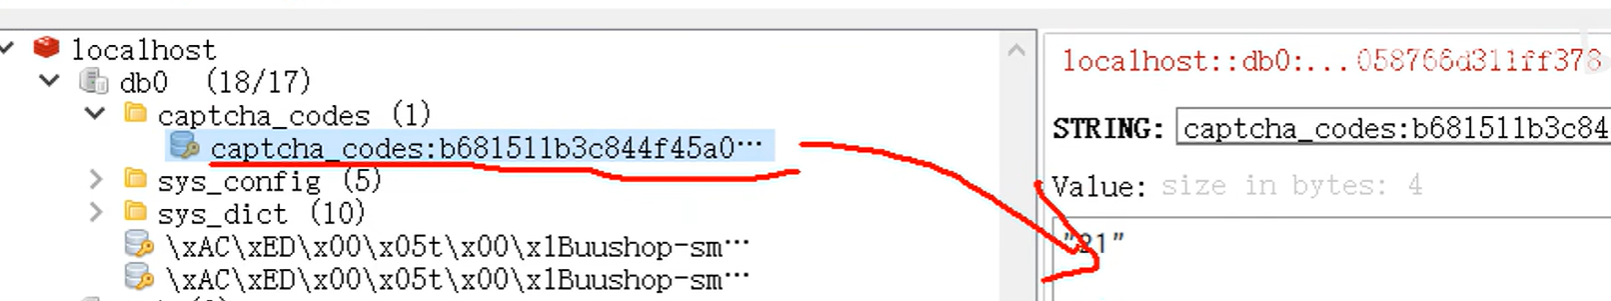 localhost
db0 (18/17)
captcha_codes (1)
captcha_codes:b681511b3c844f45a0…
sys_config (5)
sys_dict (10)
\xAC\xED\x00\x05t\x00\x1Buushop-sm…
\xAC\xED\x00\x05t\x00\x1Buushop-sm…
localhost::db0:...058766d311ff378
STRING: captcha_codes:b681511b3c84
Value: size in bytes: 4
"21"